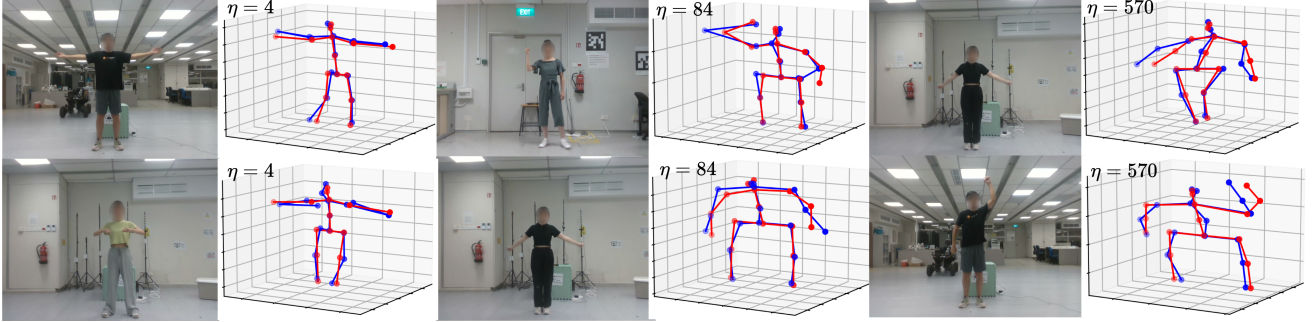 η = 4
EXIT
η = 84
η = 570
η = 4
η = 84
η = 570